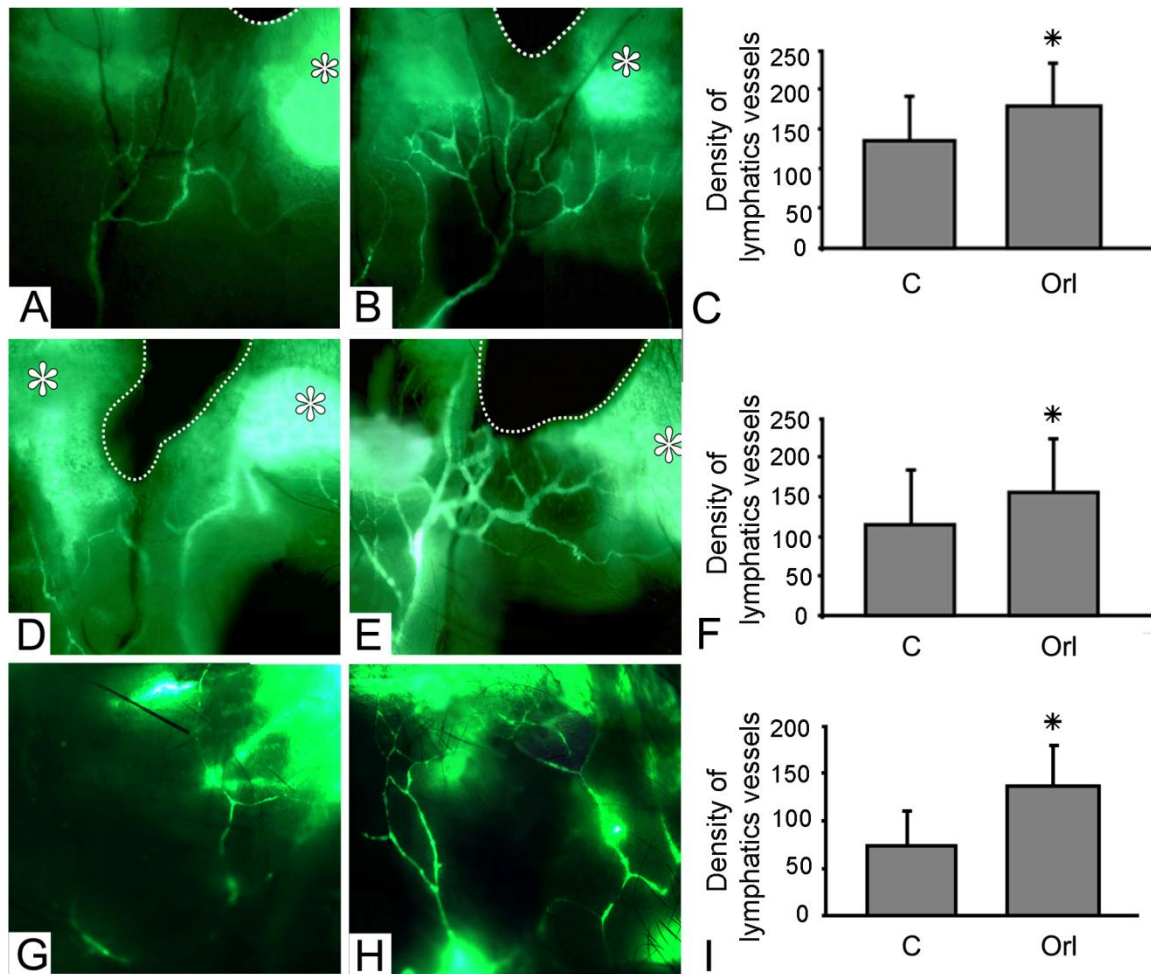 A
B
Density of
lymphatics vessels
250
200
150
100
50
0
*
C
Orl
C
D
E
Density of
lymphatics vessels
250
200
150
100
50
0
*
C
Orl
F
G
H
Density of
lymphatics vessels
200
150
100
50
0
*
C
Orl
I